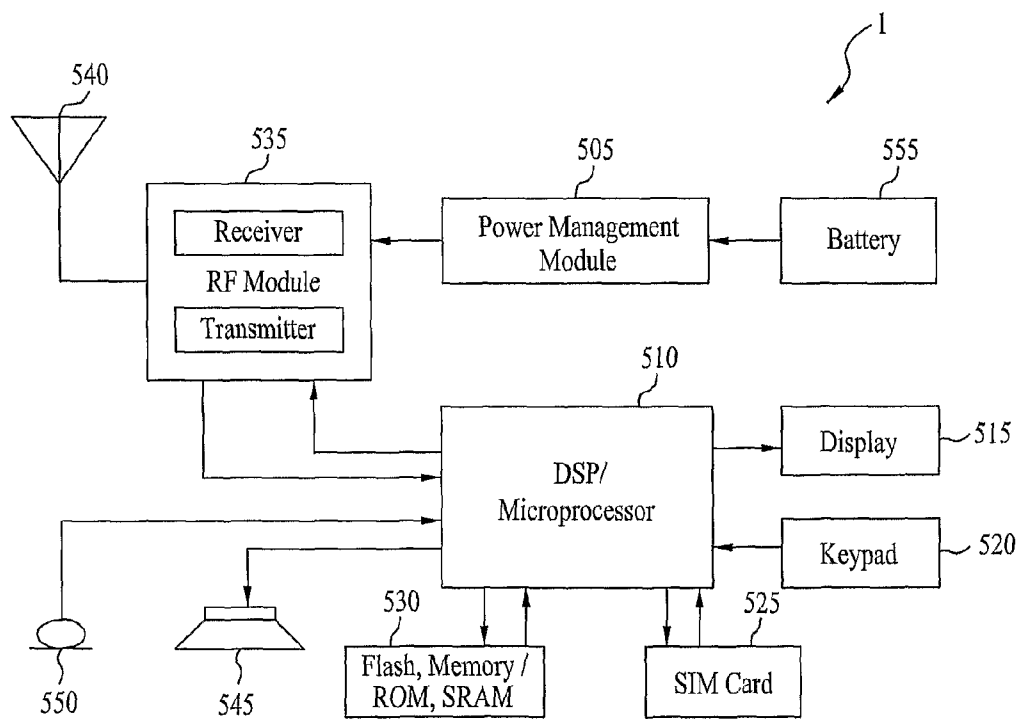 1
540
535
505
555
Receiver
RF Module
Transmitter
Power Management
Module
Battery
510
DSP/
Microprocessor
Display
515
Keypad
520
550
545
530
Flash, Memory /
ROM, SRAM
525
SIM Card